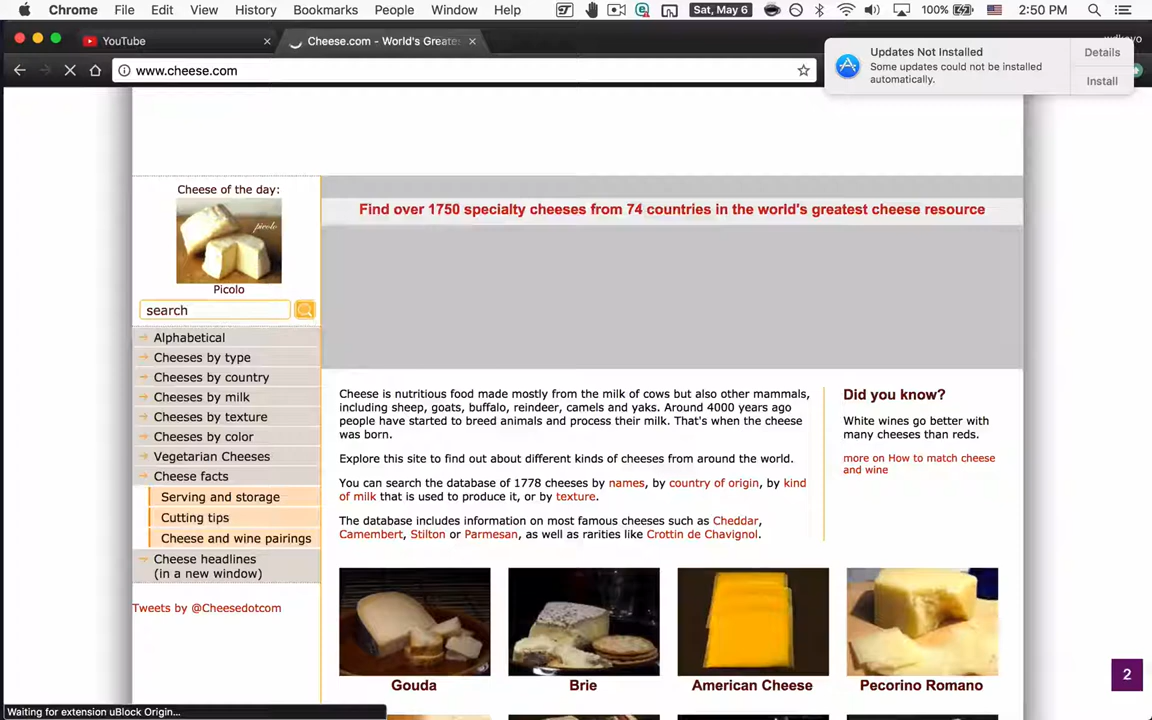 Chrome File Edit View History Bookmarks People Window Help Sat, May 6 100% 2:50 PM
YouTube
Cheese.com - World's Greate
Updates Not Installed
Some updates could not be installed
automatically.
Details
Install
www.cheese.com
Cheese of the day:
picolo
Picolo
search
Alphabetical
Cheeses by type
Cheeses by country
Cheeses by milk
Cheeses by texture
Cheeses by color
Vegetarian Cheeses
Cheese facts
Serving and storage
Cutting tips
Cheese and wine pairings
Cheese headlines
(in a new window)
Tweets by @Cheesedotcom
Find over 1750 specialty cheeses from 74 countries in the world's greatest cheese resource
Cheese is nutritious food made mostly from the milk of cows but also other mammals,
including sheep, goats, buffalo, reindeer, camels and yaks. Around 4000 years ago
people have started to breed animals and process their milk. That's when the cheese
was born.
Explore this site to find out about different kinds of cheeses from around the world.
You can search the database of 1778 cheeses by names, by country of origin, by kind
of milk that is used to produce it, or by texture.
The database includes information on most famous cheeses such as Cheddar,
Camembert, Stilton or Parmesan, as well as rarities like Crottin de Chavignol.
Did you know?
White wines go better with
many cheeses than reds.
more on How to match cheese
and wine
Gouda
Brie
American Cheese
Pecorino Romano
2
Waiting for extension uBlock Origin...